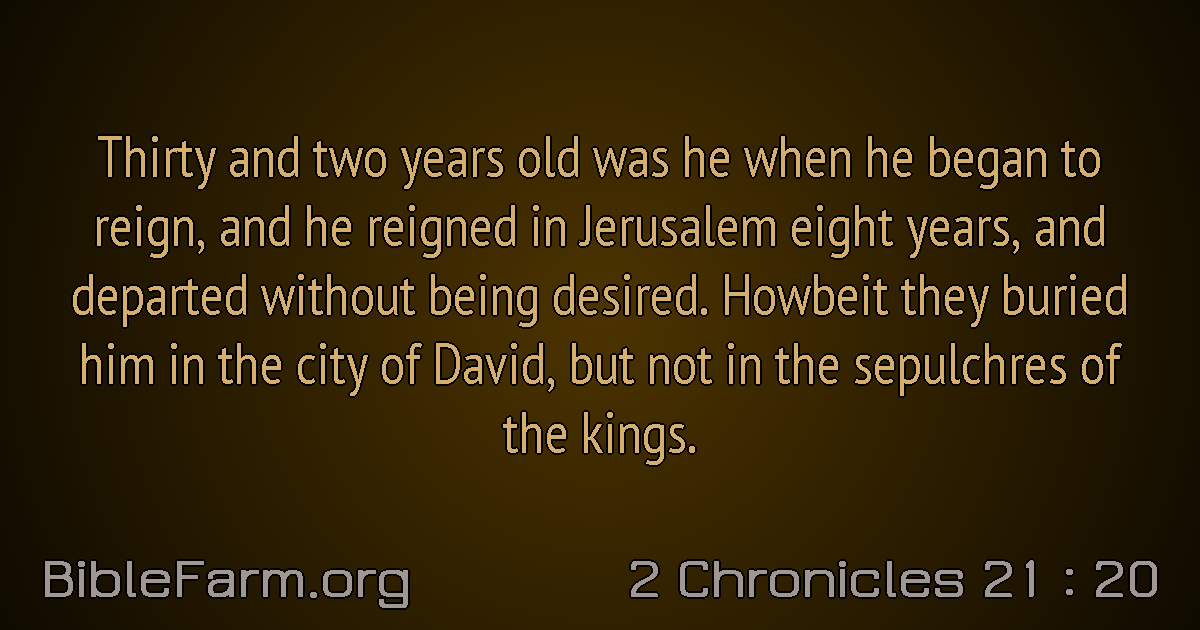 Thirty and two years old was he when he began to
reign, and he reigned in Jerusalem eight years, and
departed without being desired. Howbeit they buried
him in the city of David, but not in the sepulchres of
the kings.
BibleFarm.org
2 Chronicles 21 : 20